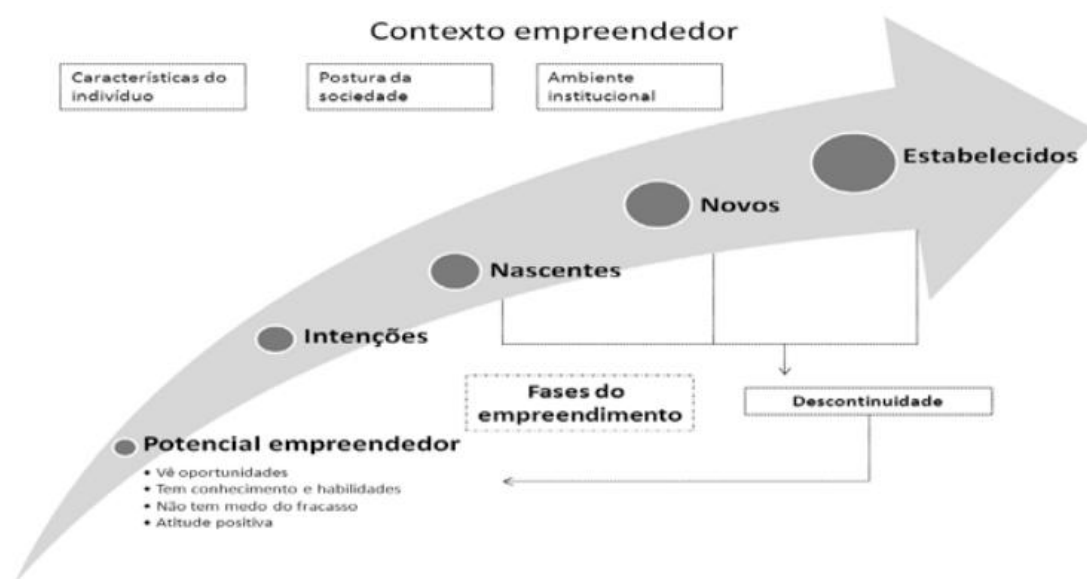 Contexto empreendedor
Características do
indivíduo
Postura da
sociedade
Ambiente
institucional
Estabelecidos
Novos
Nascentes
Intenções
Fases do
empreendimento
Descontinuidade
Potencial empreendedor
• Vê oportunidades
• Tem conhecimento e habilidades
• Não tem medo do fracasso
• Atitude positiva